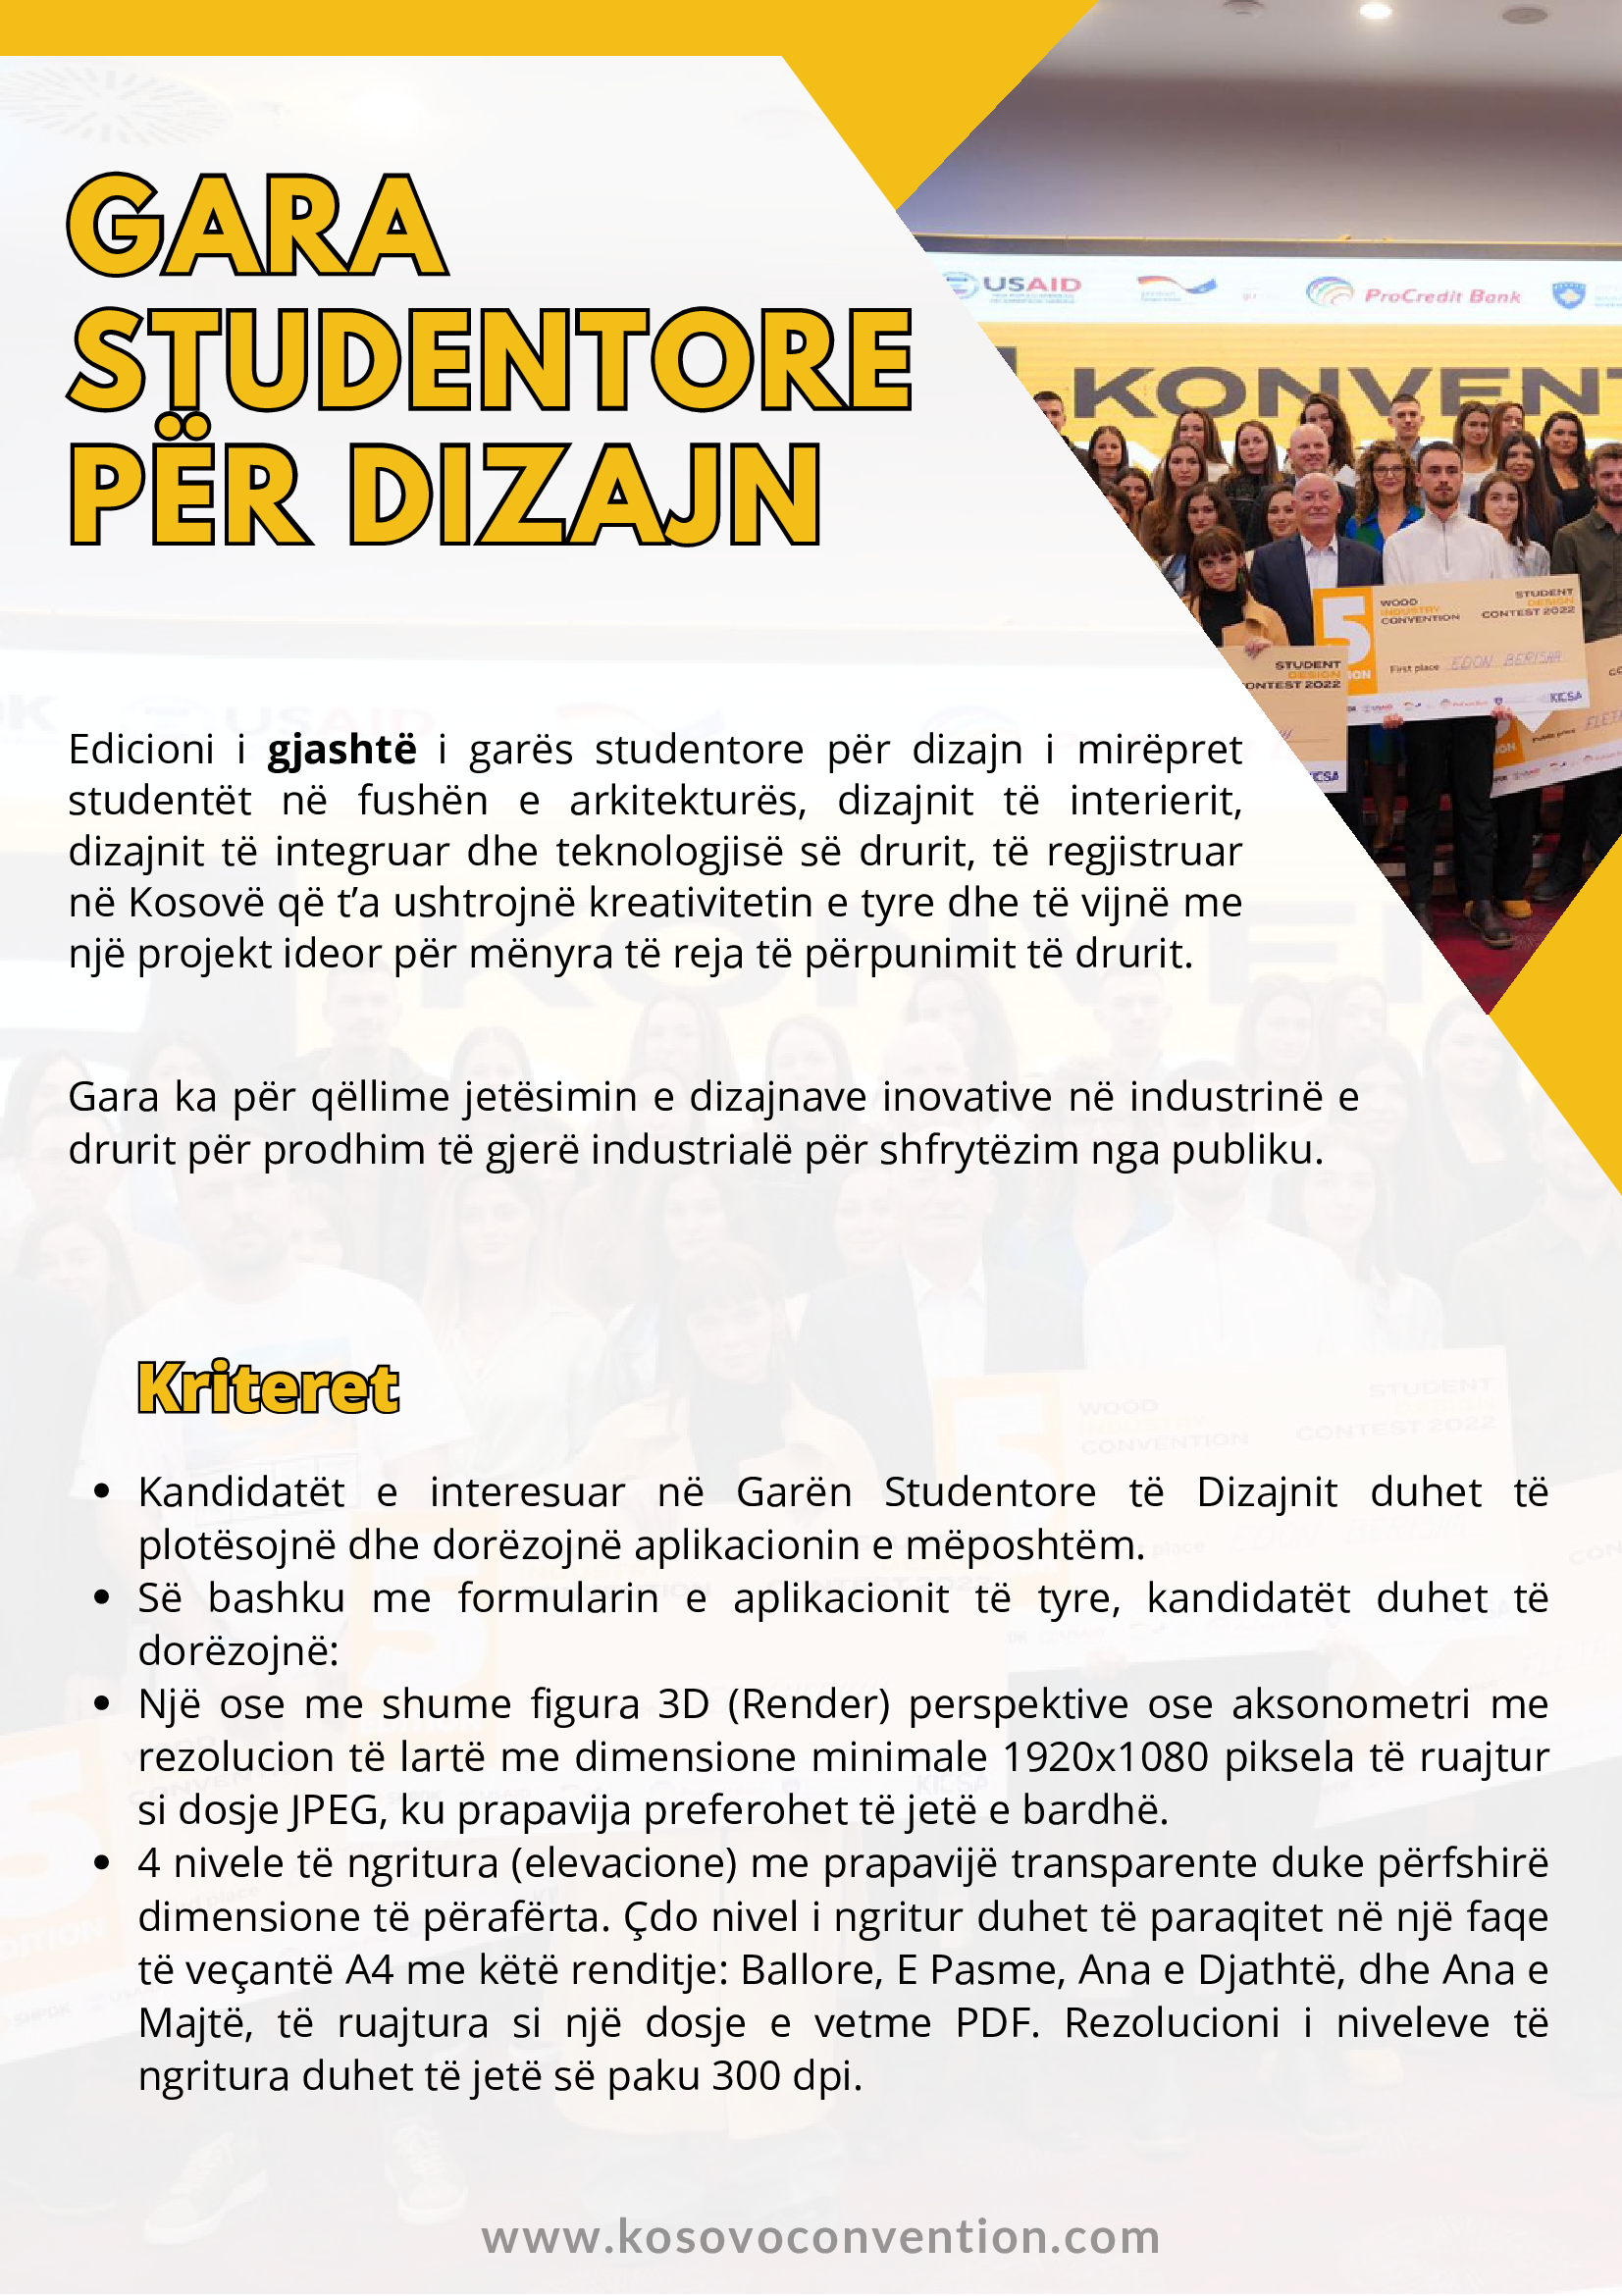 GARA
STUDENTORE
PËR DIZAJN
USAID
ProCredit Bank
KONVENT
WOOD
INDUSTRY
CONVENTION
STUDENT
DESIGN
CONTEST 2022
5
First place EDON BERISHA
KICSA
STUDENT
DESIGN
CONTEST 2022
Public prize
Edicioni i gjashtë i garës studentore për dizajn i mirëpret
studentët në fushën e arkitekturës, dizajnit të interierit,
dizajnit të integruar dhe teknologjisë së drurit, të regjistruar
në Kosovë që t’a ushtrojnë kreativitetin e tyre dhe të vijnë me
një projekt ideor për mënyra të reja të përpunimit të drurit.
Gara ka për qëllime jetësimin e dizajnave inovative në industrinë e
drurit për prodhim të gjerë industrialë për shfrytëzim nga publiku.
Kriteret
• Kandidatët e interesuar në Garën Studentore të Dizajnit duhet të
plotësojnë dhe dorëzojnë aplikacionin e mëposhtëm.
• Së bashku me formularin e aplikacionit të tyre, kandidatët duhet të
dorëzojnë:
• Një ose me shume figura 3D (Render) perspektive ose aksonometri me
rezolucion të lartë me dimensione minimale 1920x1080 piksela të ruajtur
si dosje JPEG, ku prapavija preferohet të jetë e bardhë.
• 4 nivele të ngritura (elevacione) me prapavijë transparente duke përfshirë
dimensione të përafërta. Çdo nivel i ngritur duhet të paraqitet në një faqe
të veçantë A4 me këtë renditje: Ballore, E Pasme, Ana e Djathtë, dhe Ana e
Majtë, të ruajtura si një dosje e vetme PDF. Rezolucioni i niveleve të
ngritura duhet të jetë së paku 300 dpi.
www.kosovoconvention.com